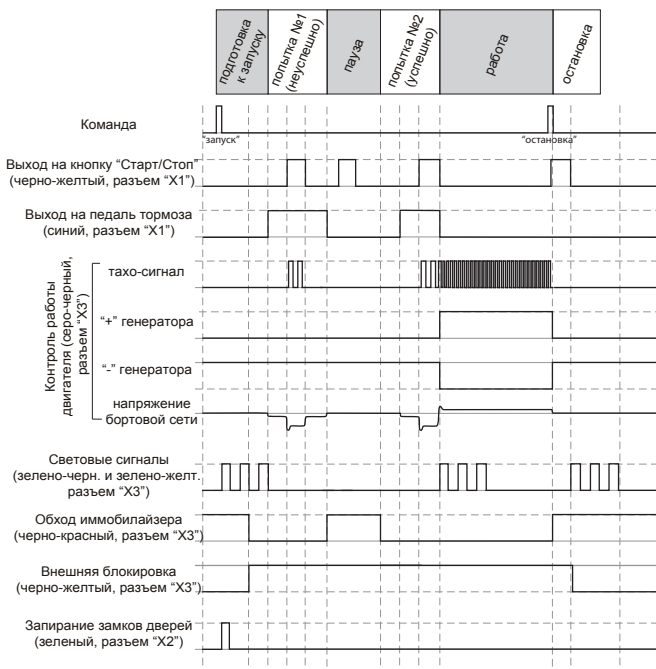 подготовка
к запуску
попытка №1
(неуспешно)
пауза
попытка №2
(успешно)
работа
остановка
Команда
"запуск"
"остановка"
Выход на кнопку "Старт/Стоп"
(черно-желтый, разъем "X1")
Выход на педаль тормоза
(синий, разъем "X1")
Контроль работы
двигателя (серо-черный,
разъем "X3")
тахо-сигнал
"+" генератора
"-" генератора
напряжение
бортовой сети
Световые сигналы
(зелено-черн. и зелено-желт.
разъем "X3")
Обход иммобилайзера
(черно-красный, разъем "X3")
Внешняя блокировка
(черно-желтый, разъем "X3")
Запирание замков дверей
(зеленый, разъем "X2")